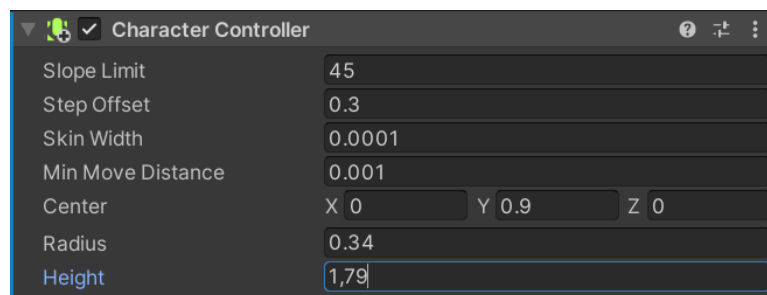 Character Controller
Slope Limit 45
Step Offset 0.3
Skin Width 0.0001
Min Move Distance 0.001
Center X 0 Y 0.9 Z 0
Radius 0.34
Height 1,79